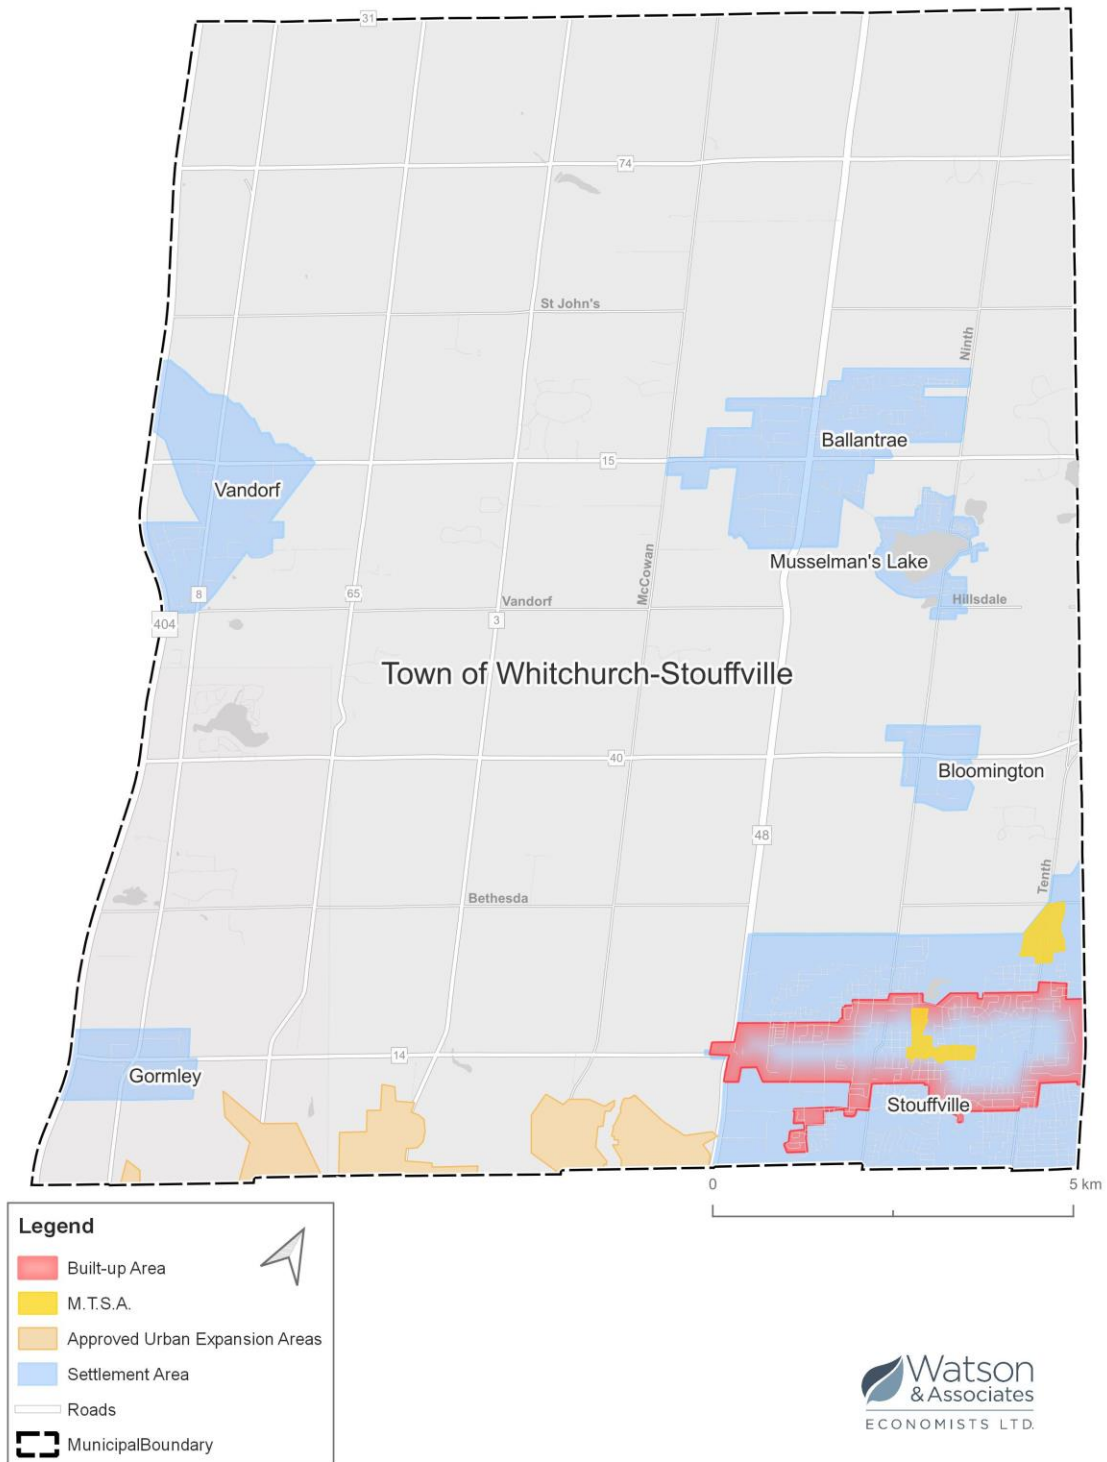 31
74
St John's
Ninth
Ballantrae
15
Vandorf
Musselman's Lake
McCowan
8
65
Vandorf
Hillsdale
3
404
Town of Whitchurch-Stouffville
40
Bloomington
48
Tenth
Bethesda
14
Gormley
Stouffville
0
5 km
Legend
Built-up Area
M.T.S.A.
Approved Urban Expansion Areas
Settlement Area
Roads
MunicipalBoundary
Watson
& Associates
ECONOMISTS LTD.